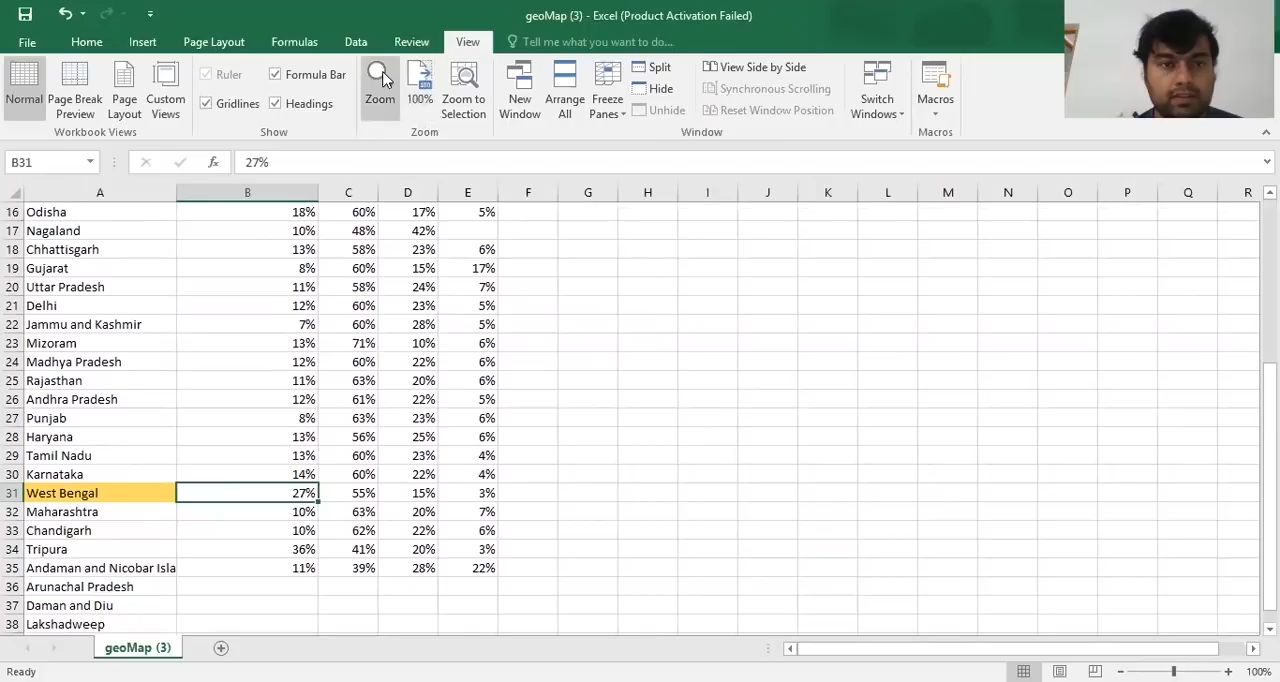 geoMap (3) - Excel (Product Activation Failed)
File Home Insert Page Layout Formulas Data Review View Tell me what you want to do...
Normal Page Break Preview Page Layout Custom Views
Ruler Formula Bar
Gridlines Headings
Zoom 100% Zoom to Selection
New Window Arrange All Freeze Panes
Split
Hide
Unhide
View Side by Side
Synchronous Scrolling
Reset Window Position
Switch Windows Macros
Workbook Views Show Zoom Window Macros
B31 fx 27%
A B C D E F G H I J K L M N O P Q R
16 Odisha 18% 60% 17% 5%
17 Nagaland 10% 48% 42%
18 Chhattisgarh 13% 58% 23% 6%
19 Gujarat 8% 60% 15% 17%
20 Uttar Pradesh 11% 58% 24% 7%
21 Delhi 12% 60% 23% 5%
22 Jammu and Kashmir 7% 60% 28% 5%
23 Mizoram 13% 71% 10% 6%
24 Madhya Pradesh 12% 60% 22% 6%
25 Rajasthan 11% 63% 20% 6%
26 Andhra Pradesh 12% 61% 22% 5%
27 Punjab 8% 63% 23% 6%
28 Haryana 13% 56% 25% 6%
29 Tamil Nadu 13% 60% 23% 4%
30 Karnataka 14% 60% 22% 4%
31 West Bengal 27% 55% 15% 3%
32 Maharashtra 10% 63% 20% 7%
33 Chandigarh 10% 62% 22% 6%
34 Tripura 36% 41% 20% 3%
35 Andaman and Nicobar Isla 11% 39% 28% 22%
36 Arunachal Pradesh
37 Daman and Diu
38 Lakshadweep
geoMap (3)
Ready 100%